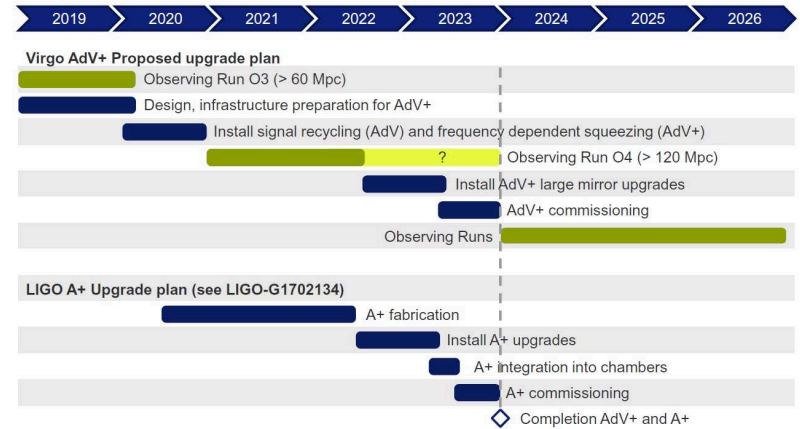 2019 2020 2021 2022 2023 2024 2025 2026
Virgo AdV+ Proposed upgrade plan
Observing Run O3 (> 60 Mpc)
Design, infrastructure preparation for AdV+
Install signal recycling (AdV) and frequency dependent squeezing (AdV+)
? Observing Run O4 (> 120 Mpc)
Install AdV+ large mirror upgrades
AdV+ commissioning
Observing Runs
LIGO A+ Upgrade plan (see LIGO-G1702134)
A+ fabrication
Install A+ upgrades
A+ integration into chambers
A+ commissioning
Completion AdV+ and A+